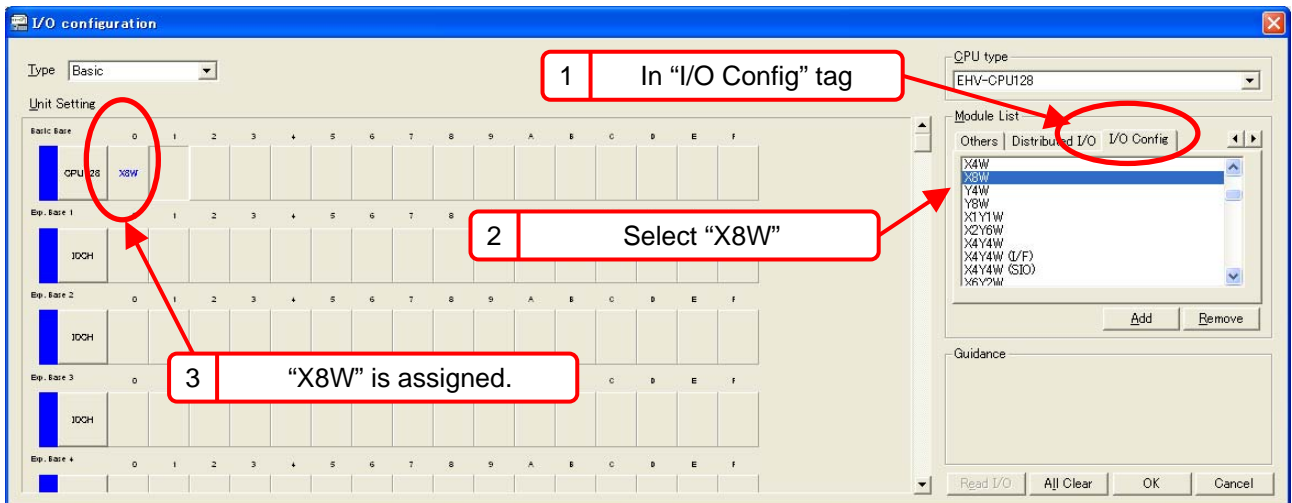 I/O configuration
Type Basic
Unit Setting
1 In “I/O Config” tag
CPU type
EHV-CPU128
Module List
Others Distributed I/O I/O Config
X4W
X8W
Y4W
Y8W
X1Y1W
X2Y6W
X4Y4W
X4Y4W (I/F)
X4Y4W (SIO)
X6Y2W
Add Remove
Guidance
Basic Base 0 1 2 3 4 5 6 7 8 9 A B C D E F
CPU128 X8W
Exp. Base 1 1 2 3 4 5 6 7 8
IOCH
2 Select “X8W”
Exp. Base 2 0 1 2 3 4 5 6 7 8 9 A B C D E F
IOCH
3 “X8W” is assigned.
Exp. Base 3 0 C D E F
IOCH
Exp. Base 4 0 1 2 3 4 5 6 7 8 9 A B C D E F
Read I/O All Clear OK Cancel